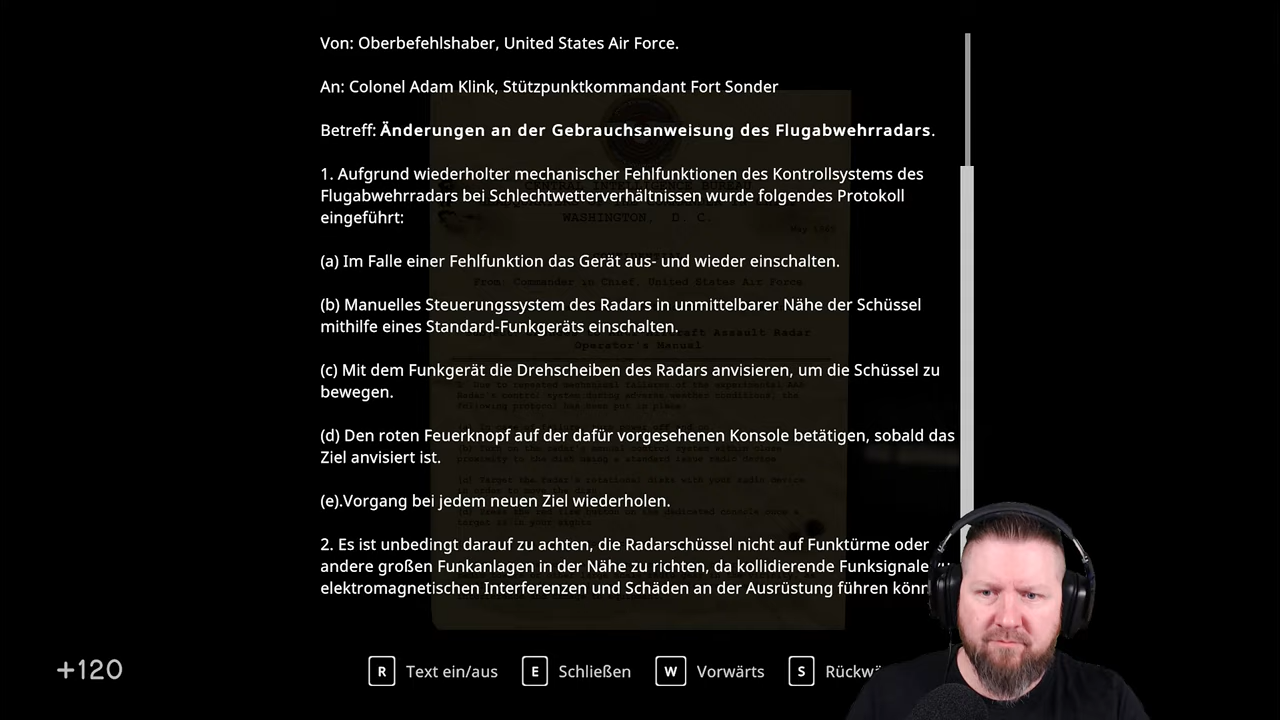 Von: Oberbefehlshaber, United States Air Force.
An: Colonel Adam Klink, Stützpunktkommandant Fort Sonder
Betreff: Änderungen an der Gebrauchsanweisung des Flugabwehrradars.
1. Aufgrund wiederholter mechanischer Fehlfunktionen des Kontrollsystems des
Flugabwehrradars bei Schlechtwetterverhältnissen wurde folgendes Protokoll
eingeführt:
(a) Im Falle einer Fehlfunktion das Gerät aus- und wieder einschalten.
(b) Manuelles Steuerungssystem des Radars in unmittelbarer Nähe der Schüssel
mithilfe eines Standard-Funkgeräts einschalten.
(c) Mit dem Funkgerät die Drehscheiben des Radars anvisieren, um die Schüssel zu
bewegen.
(d) Den roten Feuerknopf auf der dafür vorgesehenen Konsole betätigen, sobald das
Ziel anvisiert ist.
(e).Vorgang bei jedem neuen Ziel wiederholen.
2. Es ist unbedingt darauf zu achten, die Radarschüssel nicht auf Funktürme oder
andere großen Funkanlagen in der Nähe zu richten, da kollidierende Funksignale
elektromagnetischen Interferenzen und Schäden an der Ausrüstung führen
+120
R Text ein/aus E Schließen W Vorwärts S